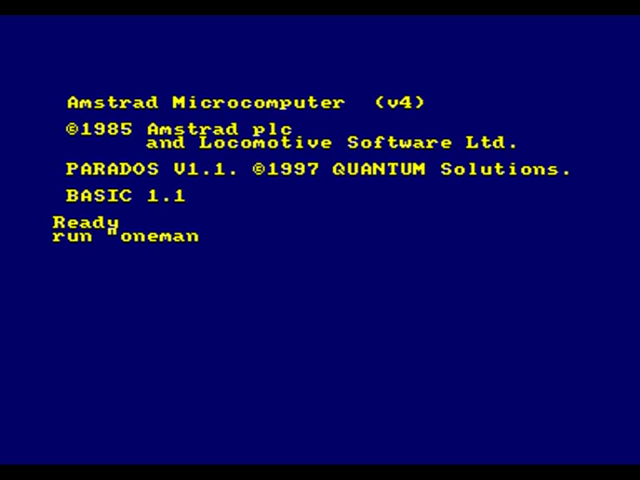 Amstrad Microcomputer (v4)
©1985 Amstrad plc
and Locomotive Software Ltd.
PARADOS V1.1. ©1997 QUANTUM Solutions.
BASIC 1.1
Ready
run "oneman